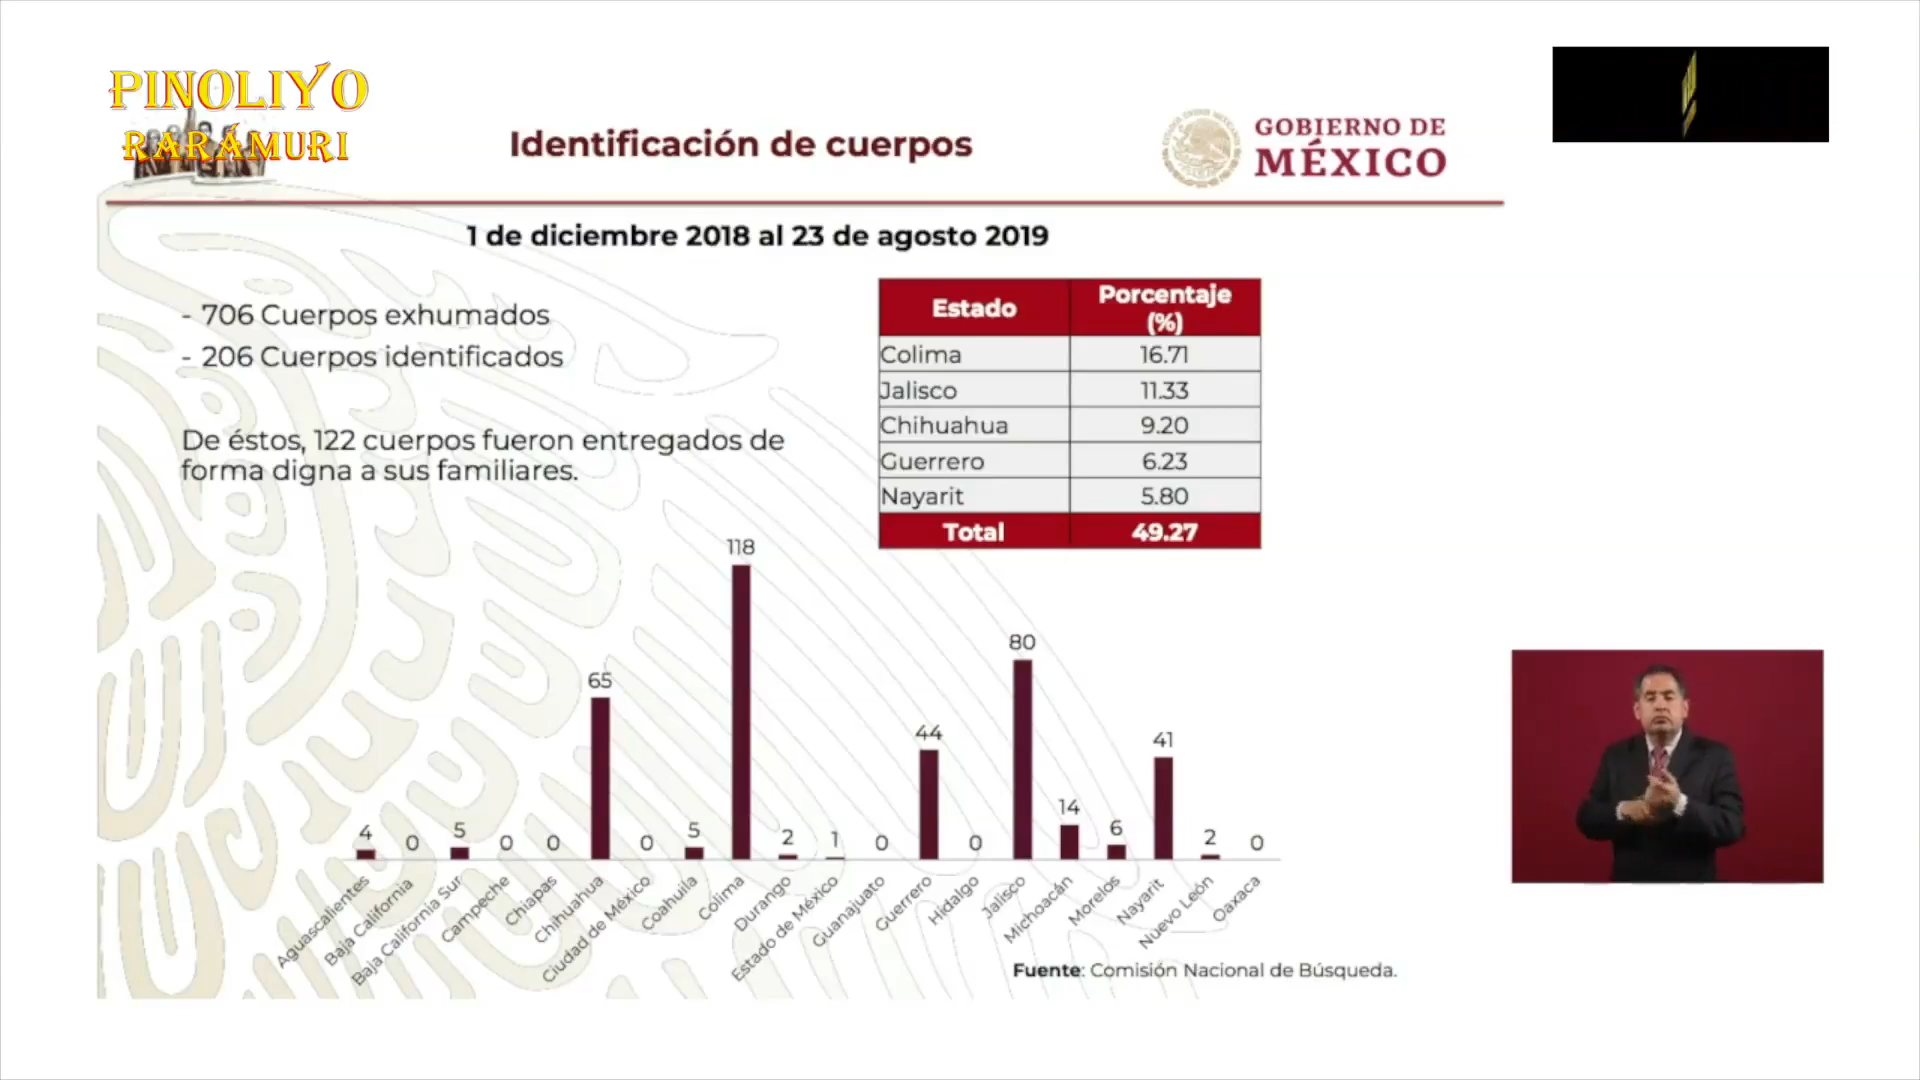 PINOLIYO
RARÁMURI
Identificación de cuerpos
GOBIERNO DE
MÉXICO
1 de diciembre 2018 al 23 de agosto 2019
- 706 Cuerpos exhumados
- 206 Cuerpos identificados
De éstos, 122 cuerpos fueron entregados de
forma digna a sus familiares.
Estado Porcentaje (%)
Colima 16.71
Jalisco 11.33
Chihuahua 9.20
Guerrero 6.23
Nayarit 5.80
Total 49.27
4 0 5 0 0 65 0 5 118 2 1 0 44 0 80 14 6 41 2 0
Aguascalientes
Baja California
Baja California Sur
Campeche
Chiapas
Chihuahua
Ciudad de México
Coahuila
Colima
Durango
Estado de México
Guanajuato
Guerrero
Hidalgo
Jalisco
Michoacán
Morelos
Nayarit
Nuevo León
Oaxaca
Fuente: Comisión Nacional de Búsqueda.